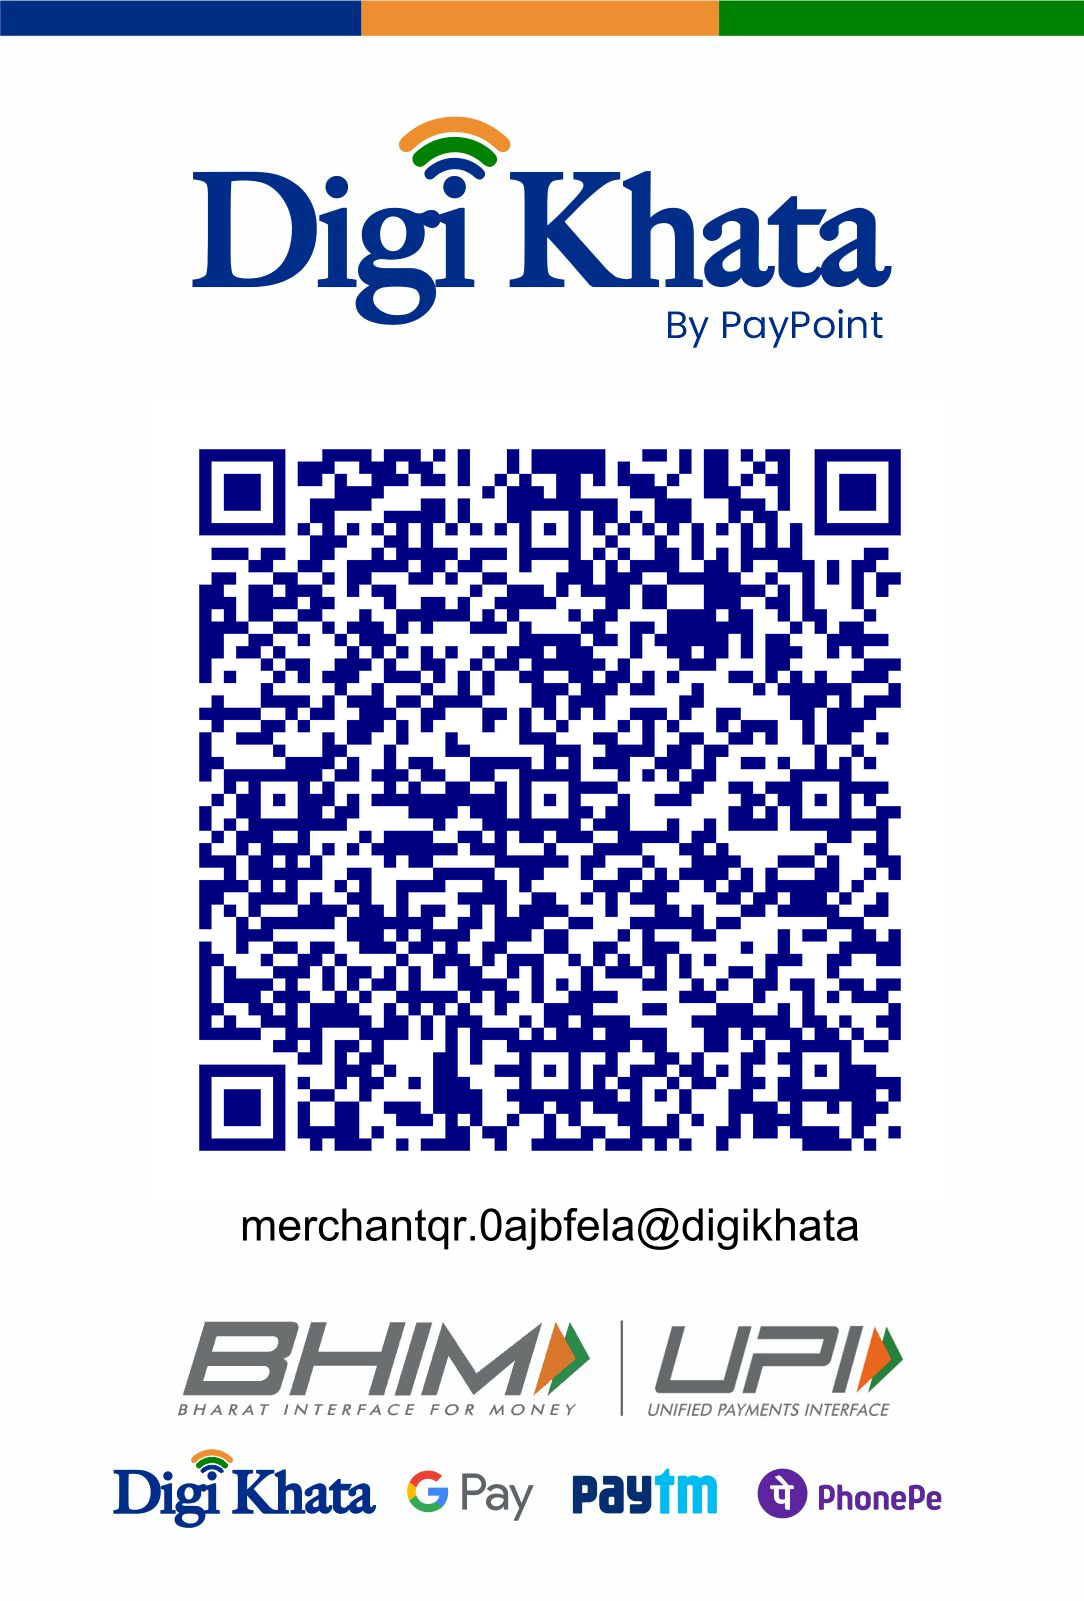 Digi Khata
By PayPoint
merchantqr.0ajbfela@digikhata
BHIM UPI
BHARAT INTERFACE FOR MONEY UNIFIED PAYMENTS INTERFACE
Digi Khata G Pay paytm पे PhonePe